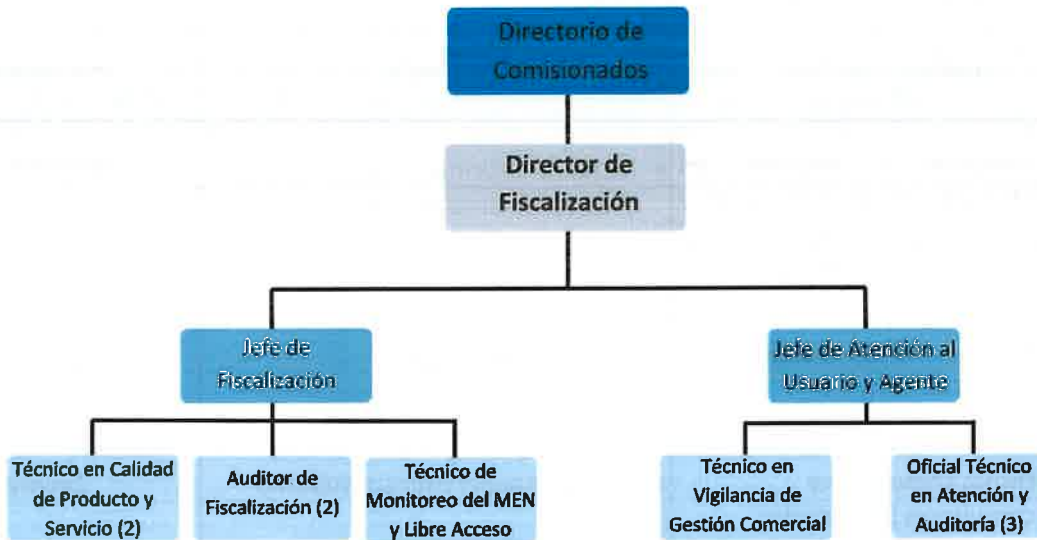 Directorio de
Comisionados
Director de
Fiscalización
Jefe de
Fiscalización
Jefe de Atención al
Usuario y Agente
Técnico en Calidad
de Producto y
Servicio (2)
Auditor de
Fiscalización (2)
Técnico de
Monitoreo del MEN
y Libre Acceso
Técnico en
Vigilancia de
Gestión Comercial
Oficial Técnico
en Atención y
Auditoría (3)